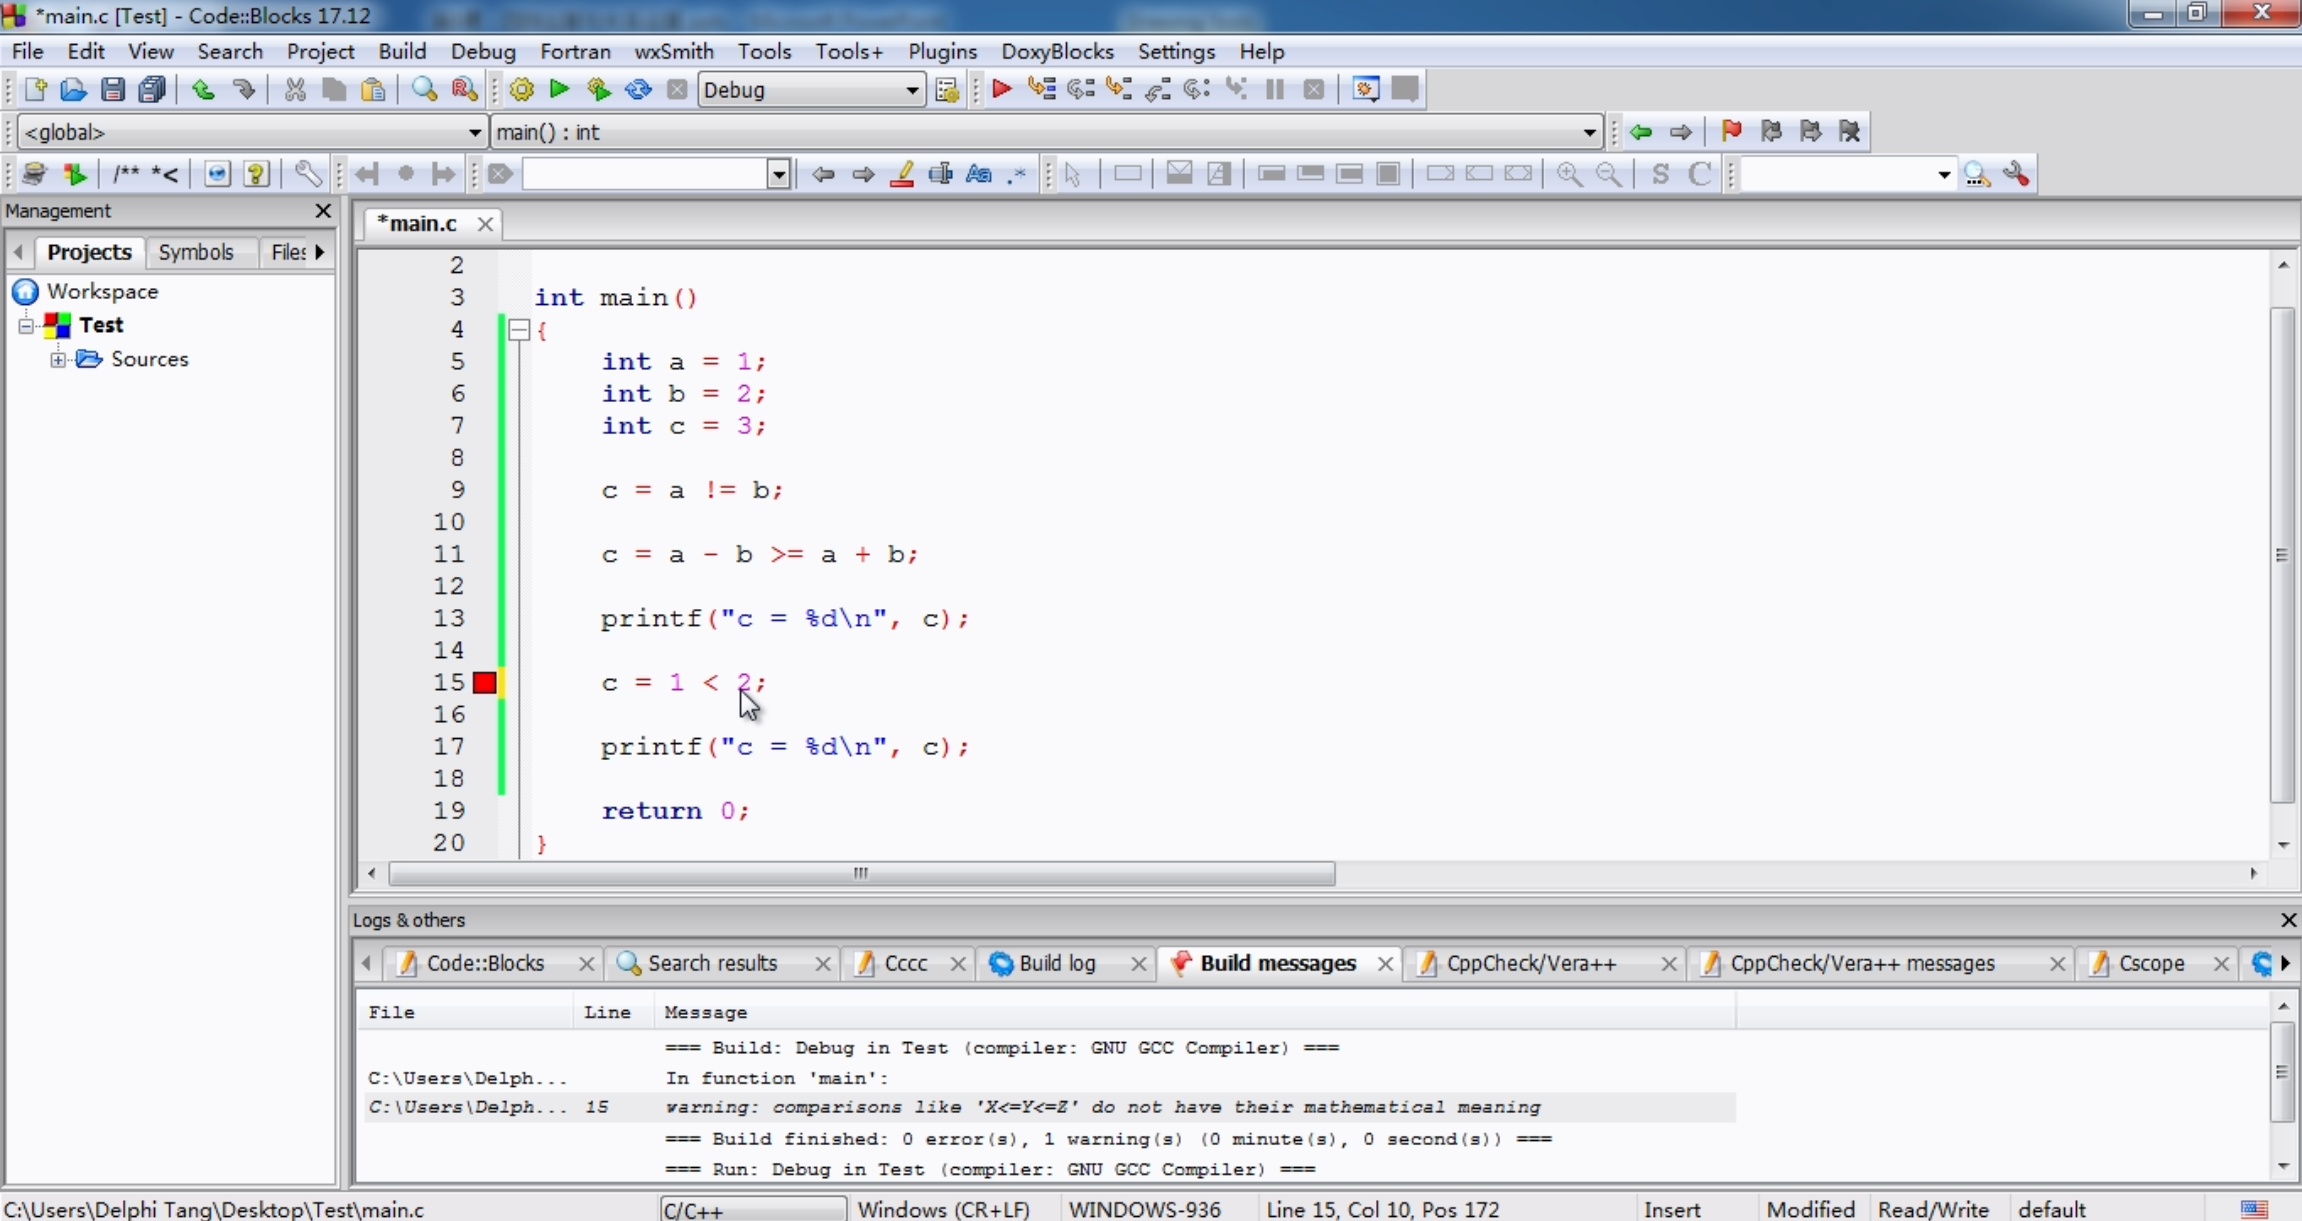 *main.c [Test] - Code::Blocks 17.12
File Edit View Search Project Build Debug Fortran wxSmith Tools Tools+ Plugins DoxyBlocks Settings Help
Debug
<global> main() : int
/** *<
S C
Management
*main.c
Projects Symbols Files
Workspace
Test
Sources
2
3 int main()
4 {
5 int a = 1;
6 int b = 2;
7 int c = 3;
8
9 c = a != b;
10
11 c = a - b >= a + b;
12
13 printf("c = %d\n", c);
14
15 c = 1 < 2;
16
17 printf("c = %d\n", c);
18
19 return 0;
20 }
Logs & others
Code::Blocks Search results Cccc Build log Build messages CppCheck/Vera++ CppCheck/Vera++ messages Cscope
File Line Message
=== Build: Debug in Test (compiler: GNU GCC Compiler) ===
C:\Users\Delph... In function 'main':
C:\Users\Delph... 15 warning: comparisons like 'X<=Y<=Z' do not have their mathematical meaning
=== Build finished: 0 error(s), 1 warning(s) (0 minute(s), 0 second(s)) ===
=== Run: Debug in Test (compiler: GNU GCC Compiler) ===
C:\Users\Delphi Tang\Desktop\Test\main.c C/C++ Windows (CR+LF) WINDOWS-936 Line 15, Col 10, Pos 172 Insert Modified Read/Write default